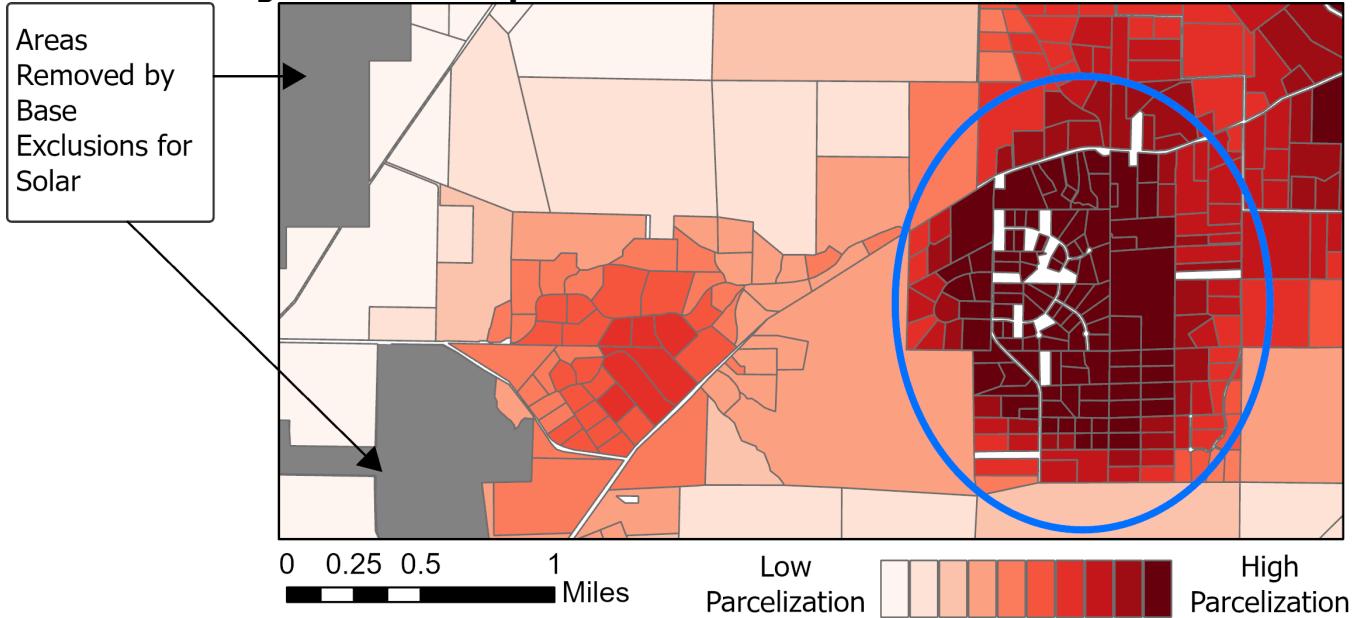 Areas
Removed by
Base
Exclusions for
Solar
0 0.25 0.5 1
Miles
Low
Parcelization
High
Parcelization